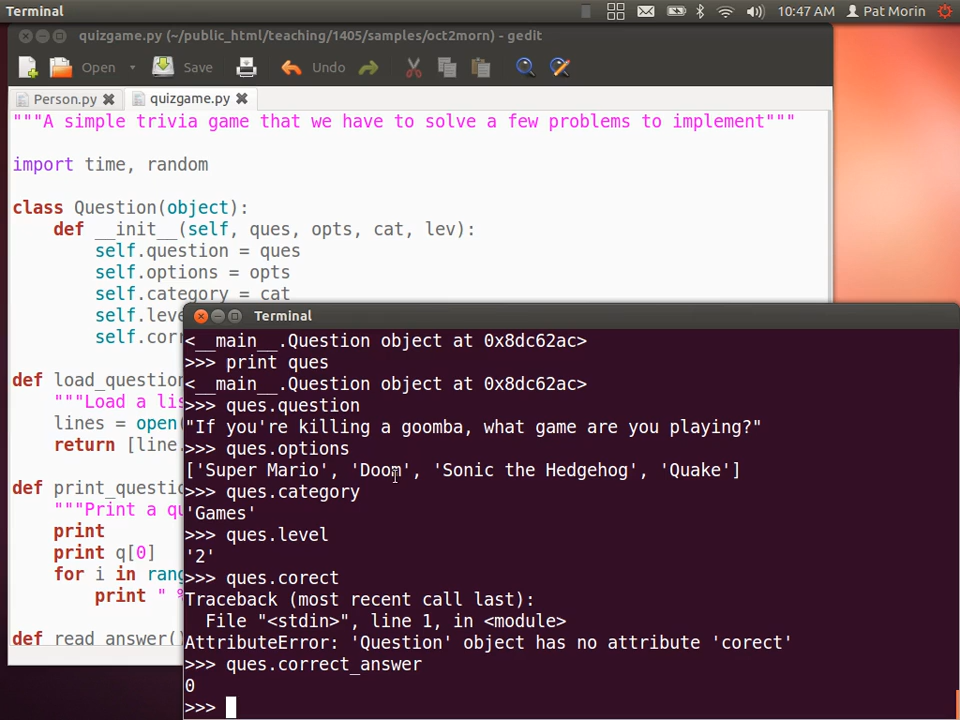 Terminal
10:47 AM
Pat Morin
quizgame.py (~/public_html/teaching/1405/samples/oct2morn) - gedit
Open
Save
Undo
Person.py
quizgame.py
"""A simple trivia game that we have to solve a few problems to implement"""
import time, random
class Question(object):
def __init__(self, ques, opts, cat, lev):
self.question = ques
self.options = opts
self.category = cat
self.leve
self.corr
def load_question
"""Load a lis
lines = open(
return [line.
def print_questio
"""Print a qu
print
print q[0]
for i in rang
print " %
def read_answer()
Terminal
<__main__.Question object at 0x8dc62ac>
>>> print ques
<__main__.Question object at 0x8dc62ac>
>>> ques.question
"If you're killing a goomba, what game are you playing?"
>>> ques.options
['Super Mario', 'Doom', 'Sonic the Hedgehog', 'Quake']
>>> ques.category
'Games'
>>> ques.level
'2'
>>> ques.corect
Traceback (most recent call last):
File "<stdin>", line 1, in <module>
AttributeError: 'Question' object has no attribute 'corect'
>>> ques.correct_answer
0
>>>